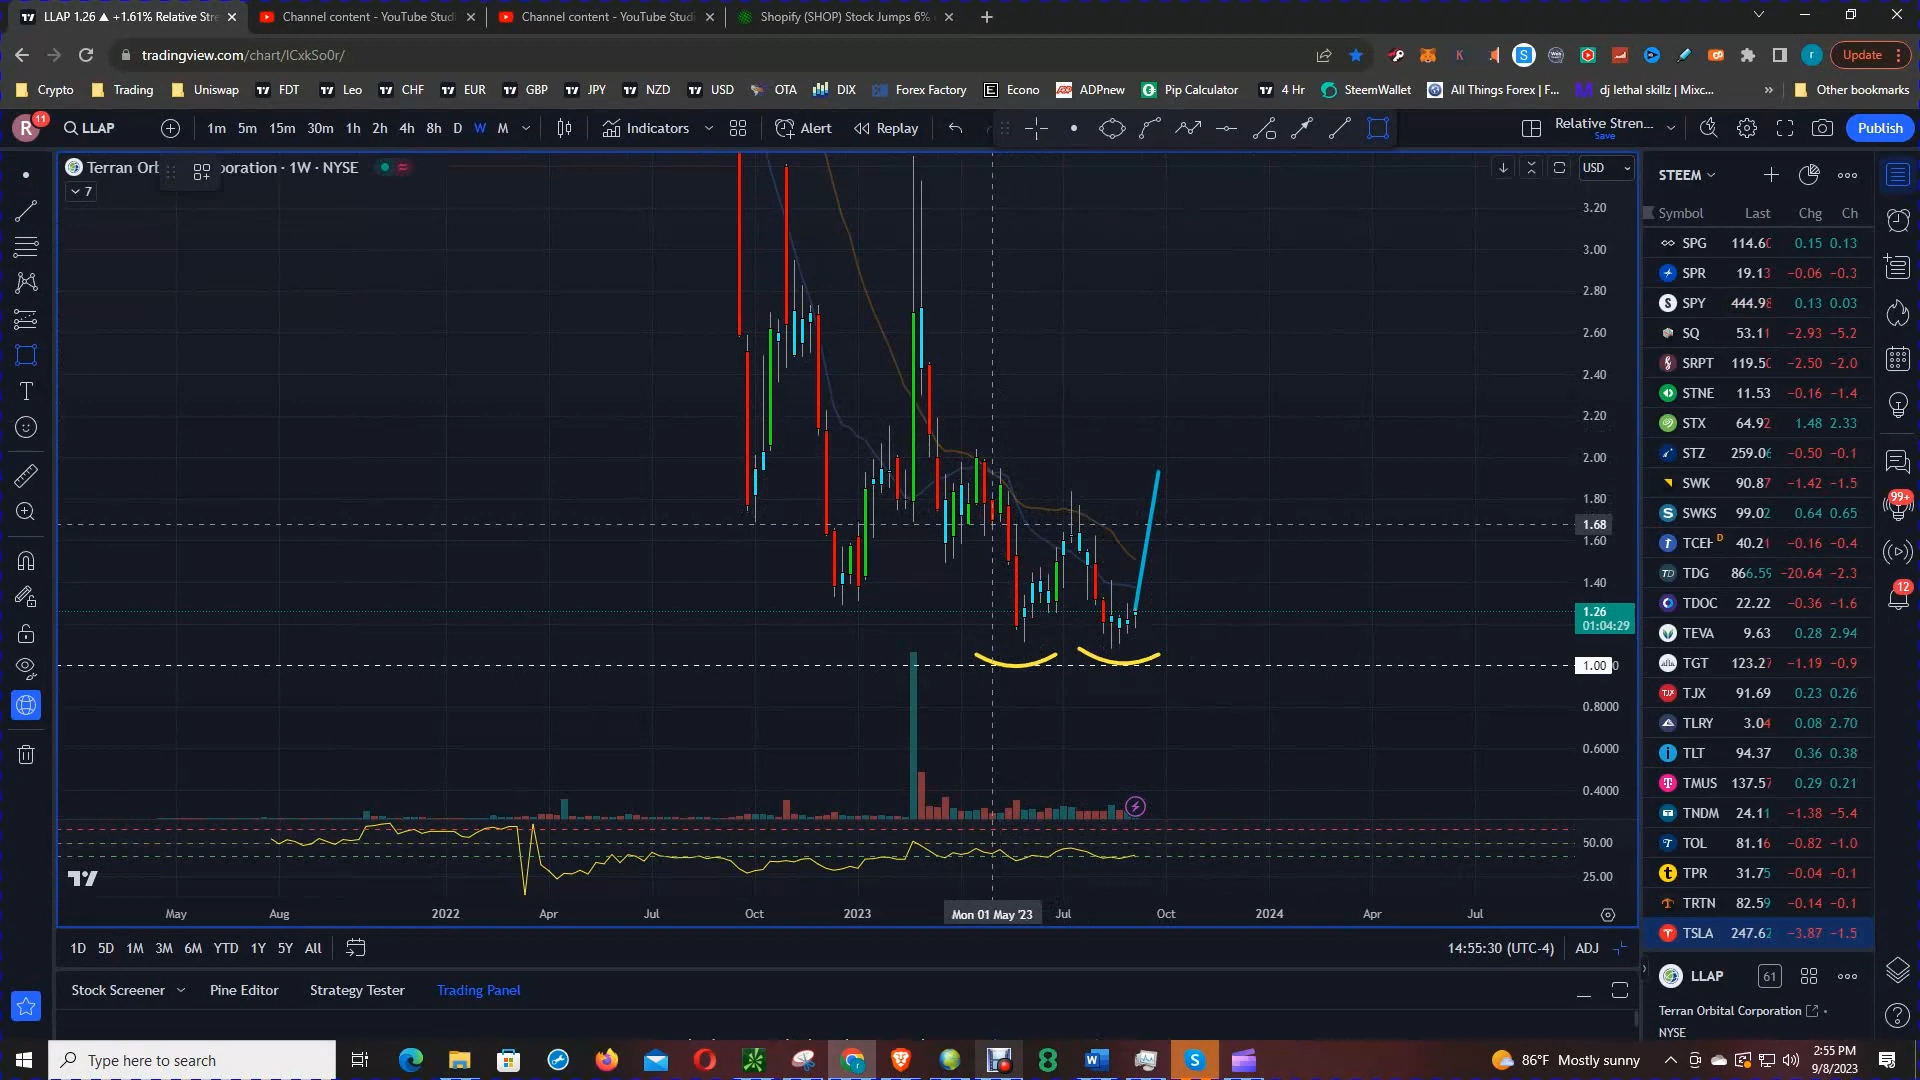 LLAP 1.26 ▲ +1.61% Relative Stre
Channel content - YouTube Studi
Channel content - YouTube Studi
Shopify (SHOP) Stock Jumps 6%
tradingview.com/chart/lCxkSo0r/
Update
Crypto Trading Uniswap FDT Leo CHF EUR GBP JPY NZD USD OTA DIX Forex Factory Econo ADPnew Pip Calculator 4 Hr SteemWallet All Things Forex | F... dj lethal skillz | Mixc... » Other bookmarks
R 11 LLAP 1m 5m 15m 30m 1h 2h 4h 8h D W M Indicators Alert Replay Relative Stren... Save Publish
Terran Orb poration · 1W · NYSE
7
USD
3.20
3.00
2.80
2.60
2.40
2.20
2.00
1.80
1.68
1.60
1.40
1.26
01:04:29
1.00
0.8000
0.6000
0.4000
50.00
25.00
May Aug 2022 Apr Jul Oct 2023 Mon 01 May '23 Jul Oct 2024 Apr Jul
1D 5D 1M 3M 6M YTD 1Y 5Y All
14:55:30 (UTC-4) ADJ
Stock Screener Pine Editor Strategy Tester Trading Panel
STEEM
Symbol Last Chg Ch
SPG 114.60 0.15 0.13
SPR 19.13 −0.06 −0.3
SPY 444.98 0.13 0.03
SQ 53.11 −2.93 −5.2
SRPT 119.50 −2.50 −2.0
STNE 11.53 −0.16 −1.4
STX 64.92 1.48 2.33
STZ 259.06 −0.50 −0.1
SWK 90.87 −1.42 −1.5
SWKS 99.02 0.64 0.65
TCEH D 40.21 −0.16 −0.4
TDG 866.59 −20.64 −2.3
TDOC 22.22 −0.36 −1.6
TEVA 9.63 0.28 2.94
TGT 123.27 −1.19 −0.9
TJX 91.69 0.23 0.26
TLRY 3.04 0.08 2.70
TLT 94.37 0.36 0.38
TMUS 137.57 0.29 0.21
TNDM 24.11 −1.38 −5.4
TOL 81.16 −0.82 −1.0
TPR 31.75 −0.04 −0.1
TRTN 82.59 −0.14 −0.1
TSLA 247.62 −3.87 −1.5
99+
12
LLAP 61
Terran Orbital Corporation
NYSE
Type here to search
86°F Mostly sunny
2:55 PM
9/8/2023